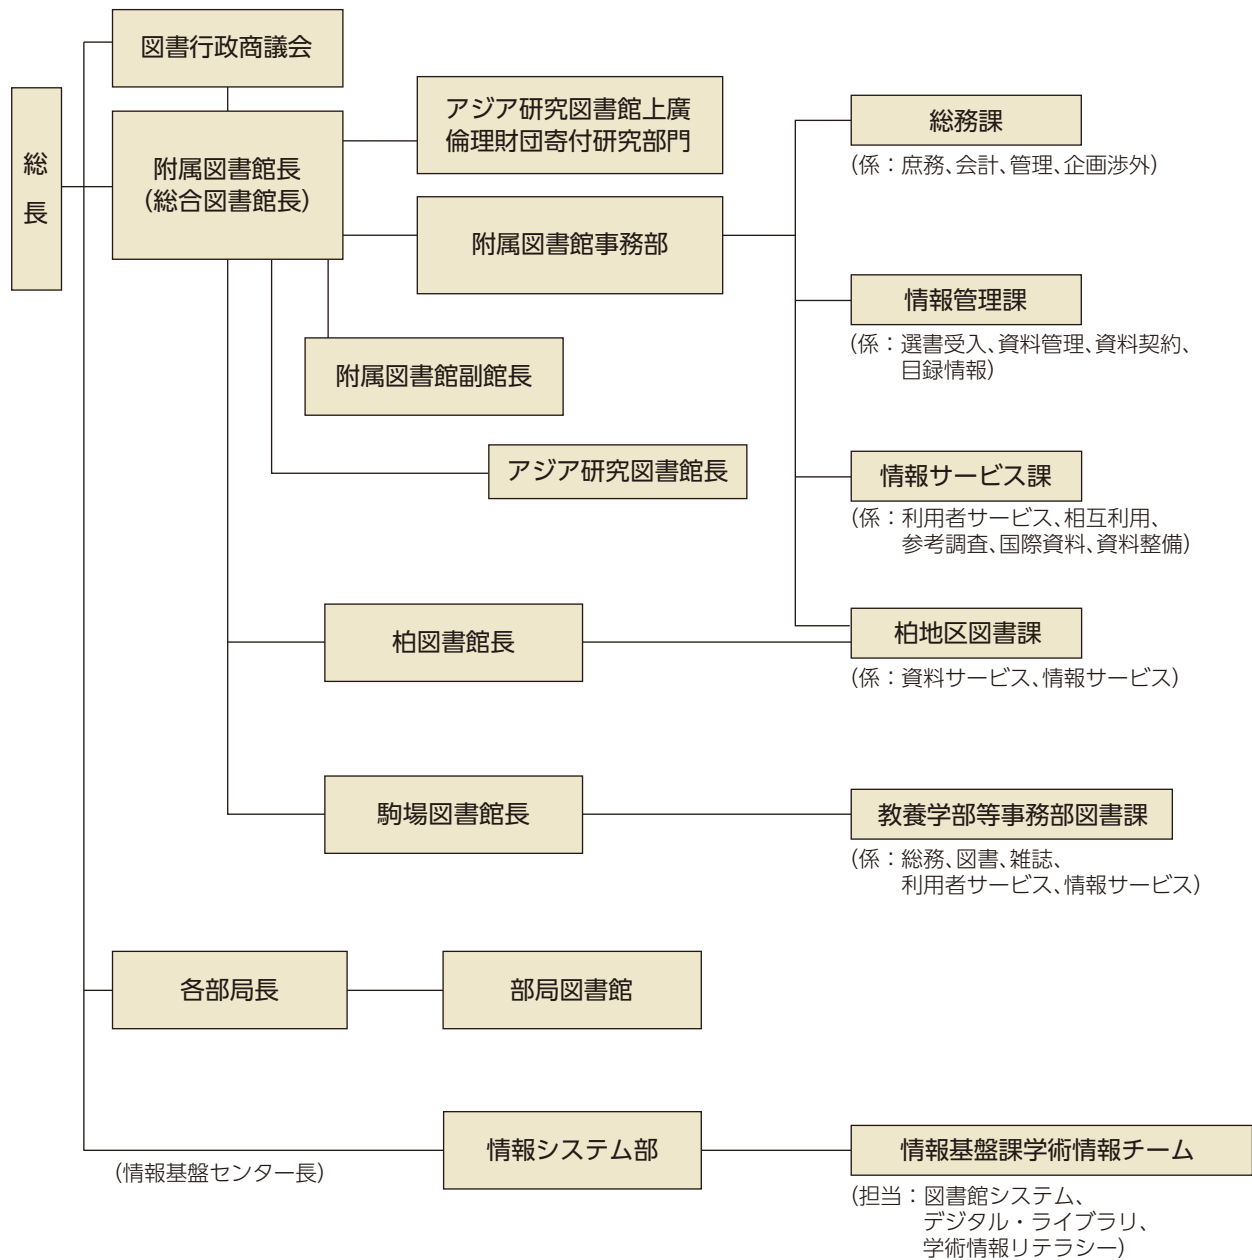 図書行政商議会
総長
附属図書館長
(総合図書館長)
アジア研究図書館上廣
倫理財団寄付研究部門
附属図書館事務部
総務課
(係：庶務、会計、管理、企画渉外)
情報管理課
(係：選書受入、資料管理、資料契約、
目録情報)
附属図書館副館長
アジア研究図書館長
情報サービス課
(係：利用者サービス、相互利用、
参考調査、国際資料、資料整備)
柏図書館長
柏地区図書課
(係：資料サービス、情報サービス)
駒場図書館長
教養学部等事務部図書課
(係：総務、図書、雑誌、
利用者サービス、情報サービス)
各部局長
部局図書館
(情報基盤センター長)
情報システム部
情報基盤課学術情報チーム
(担当：図書館システム、
デジタル・ライブラリ、
学術情報リテラシー)